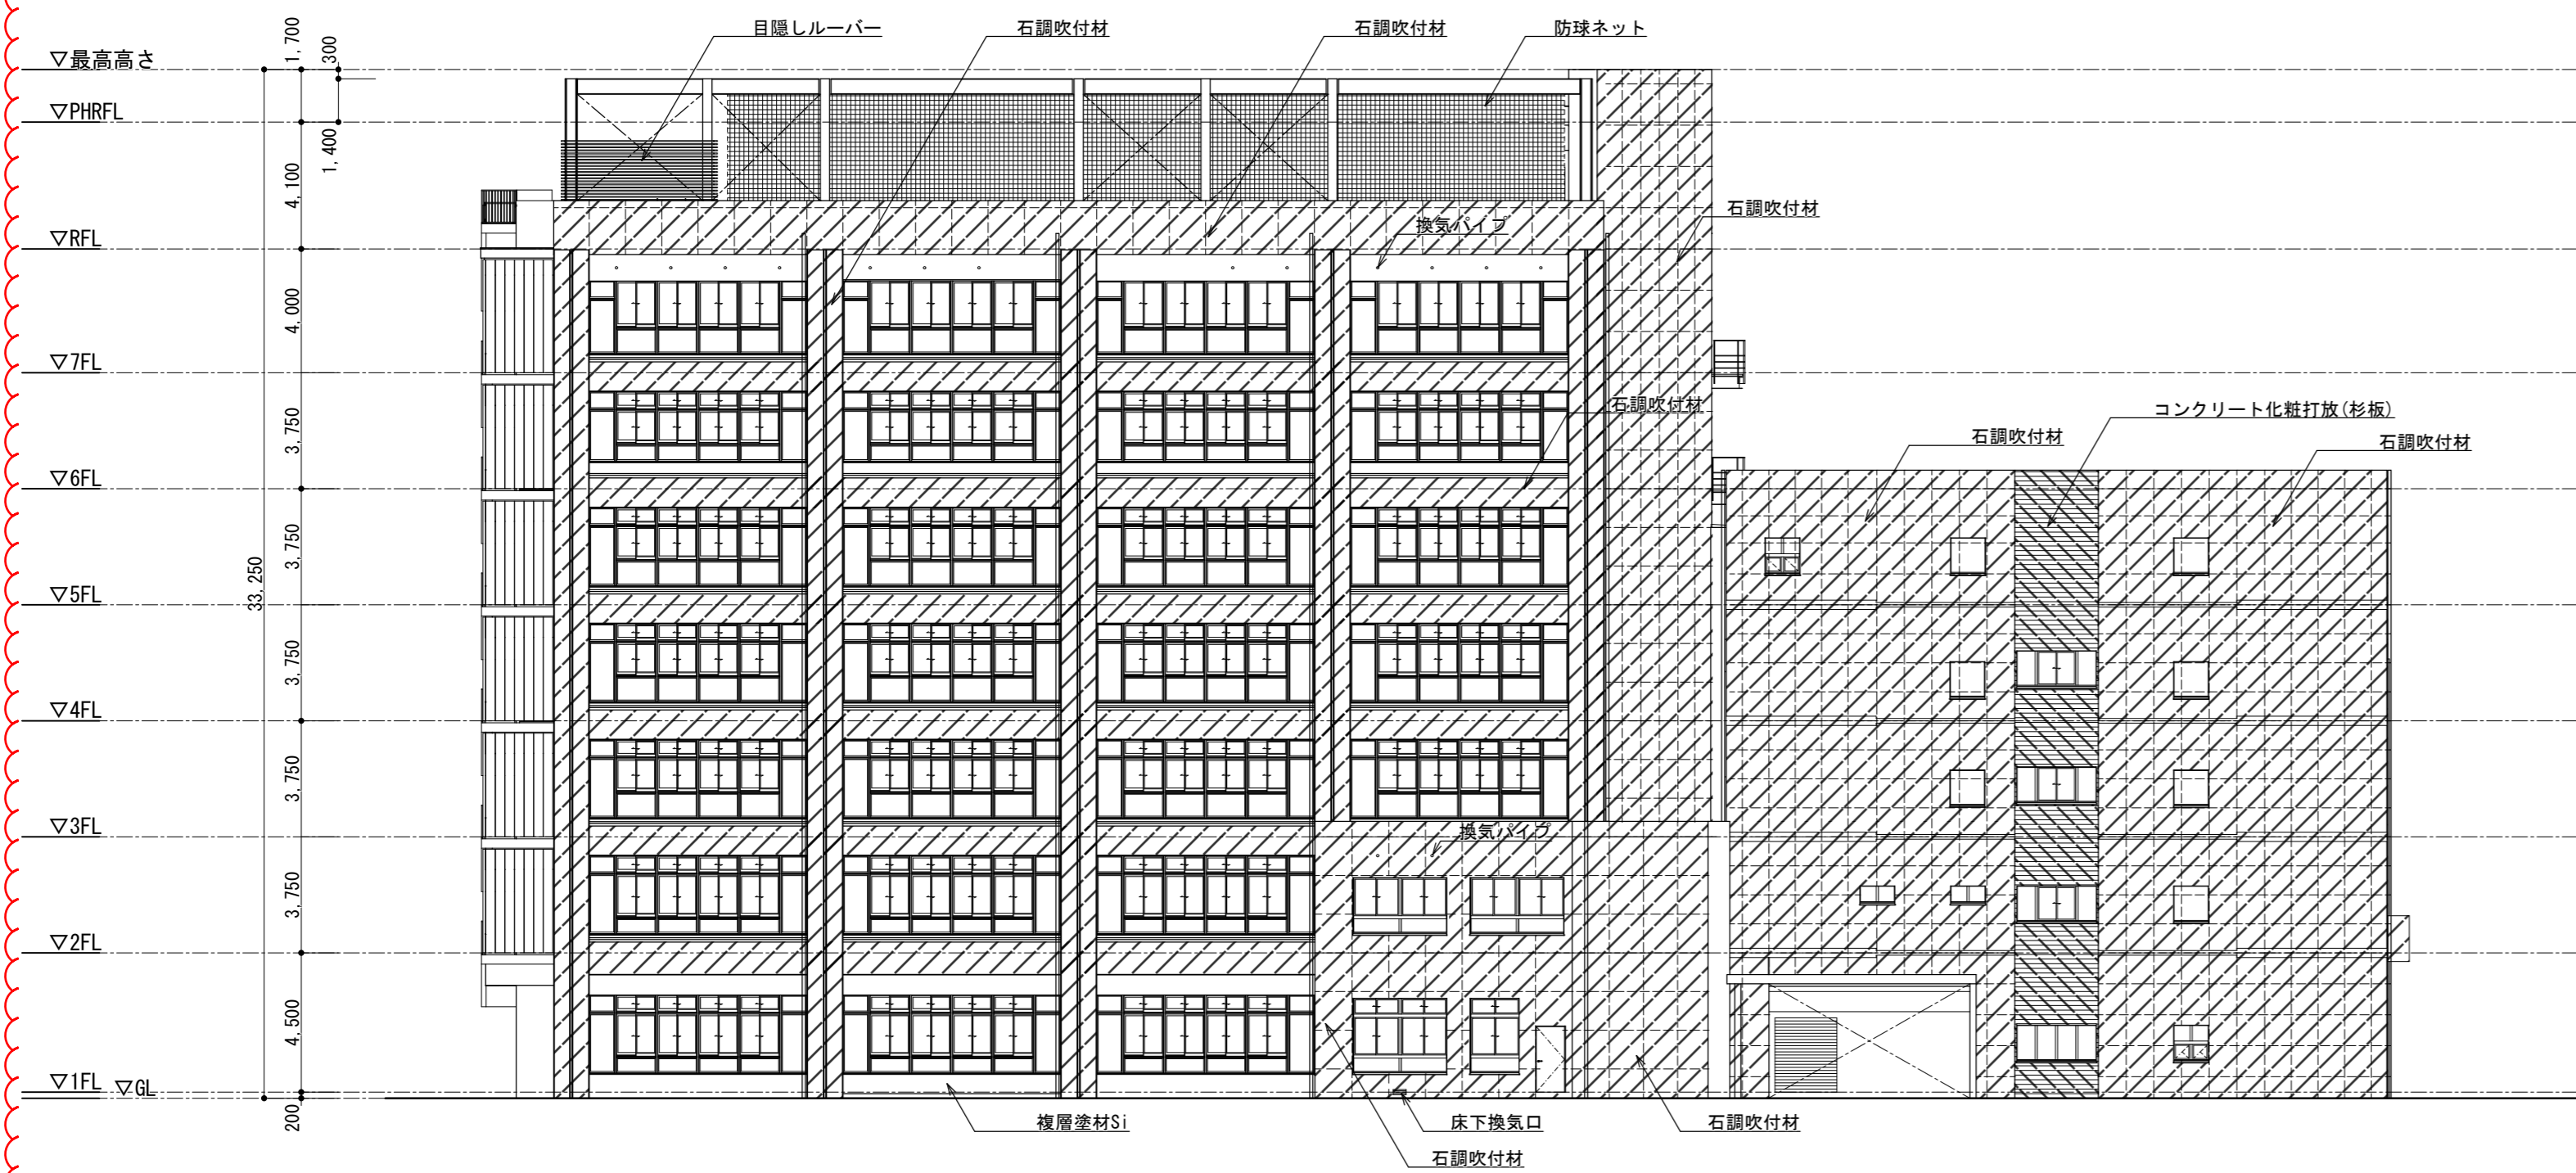 目隠しルーバー
石調吹付材
石調吹付材
防球ネット
▽最高高さ
1,700
300
▽PHRFL
1,400
4,100
石調吹付材
換気パイプ
▽RFL
4,000
▽7FL
石調吹付材
コンクリート化粧打放(杉板)
石調吹付材
石調吹付材
3,750
▽6FL
3,750
33,250
▽5FL
3,750
▽4FL
3,750
▽3FL
換気パイプ
3,750
▽2FL
4,500
▽1FL
▽GL
200
複層塗材Si
床下換気口
石調吹付材
石調吹付材